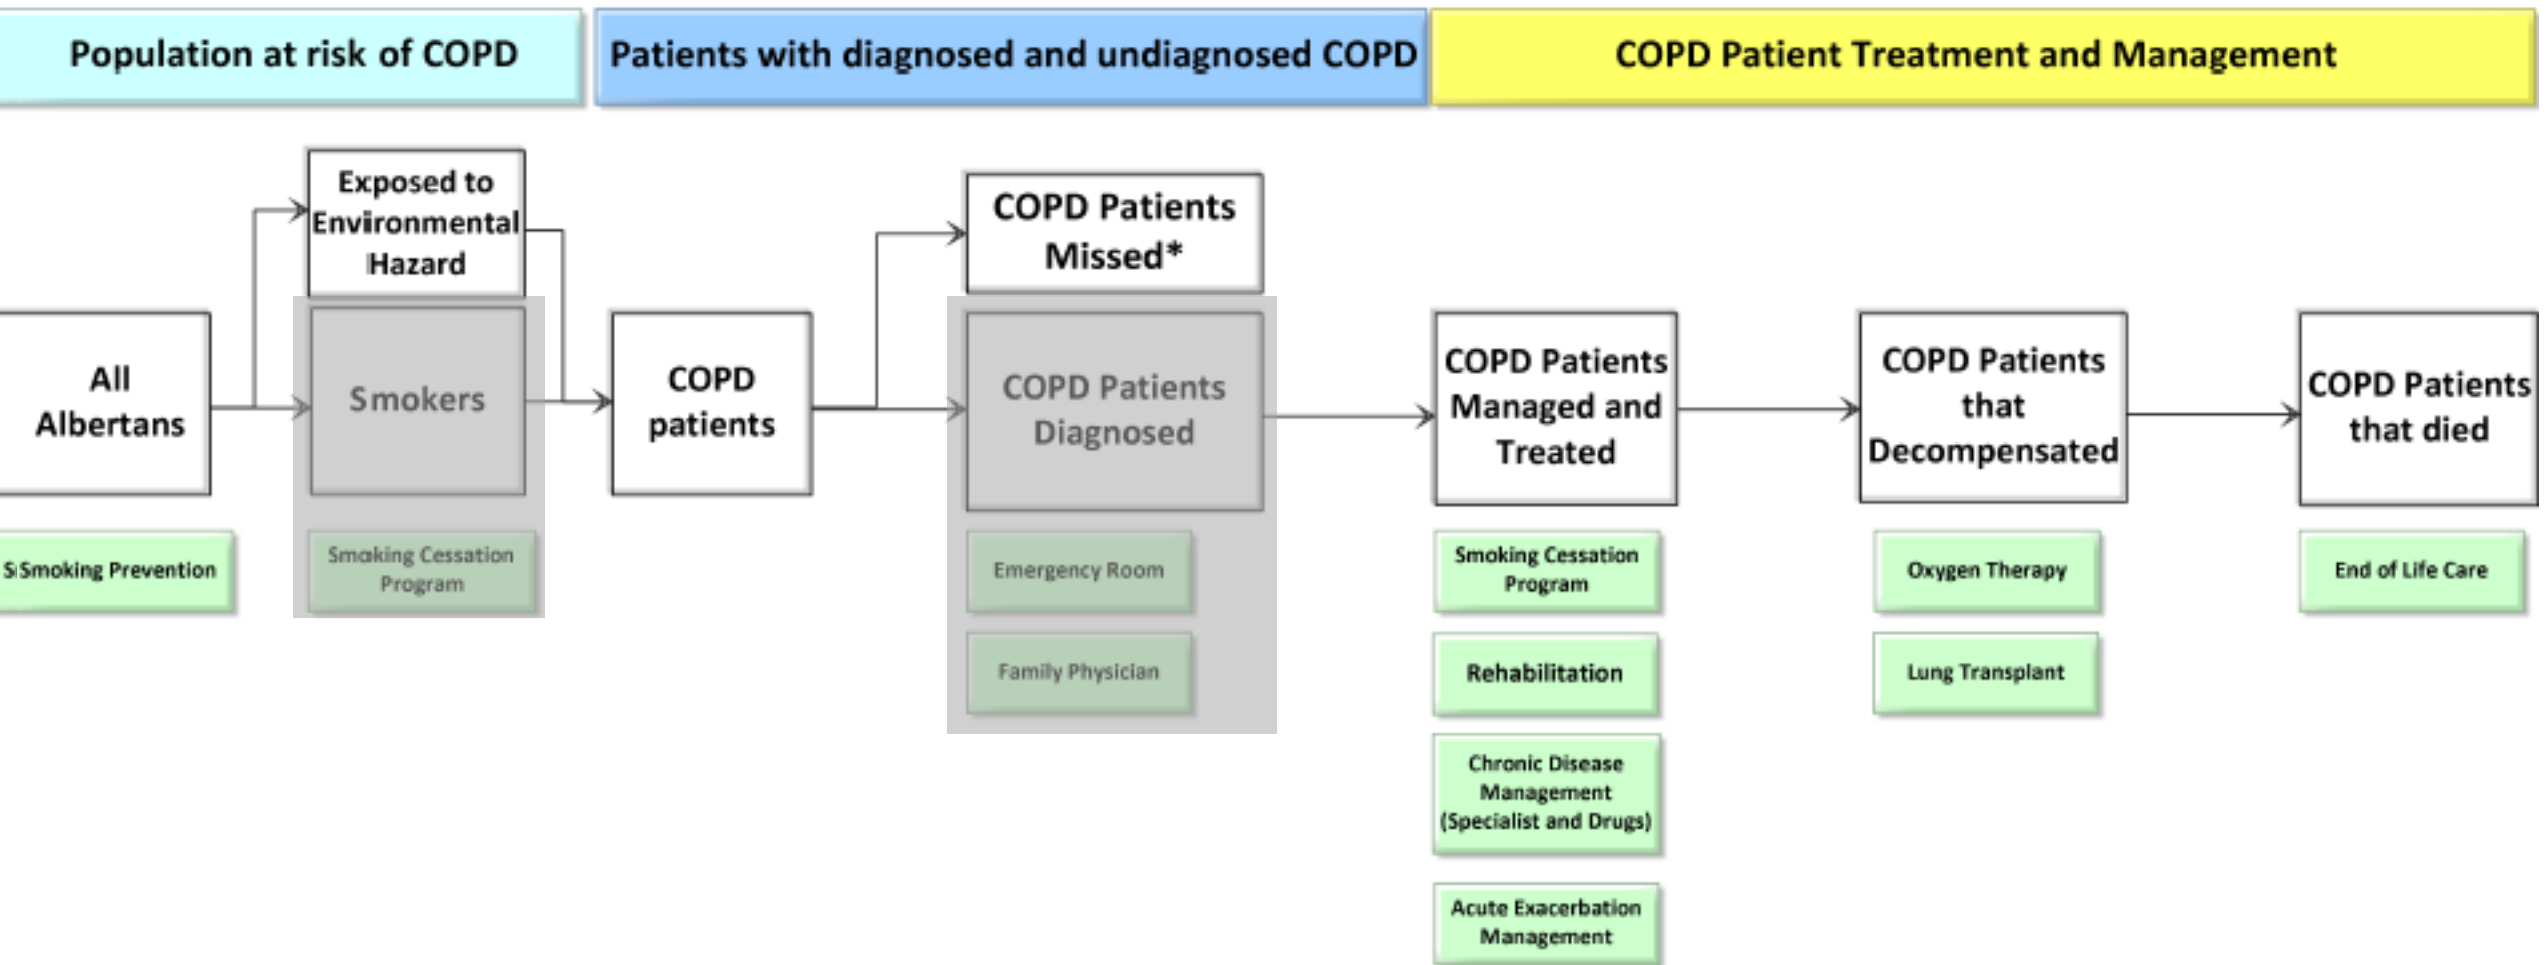 Population at risk of COPD
Patients with diagnosed and undiagnosed COPD
COPD Patient Treatment and Management
Exposed to
Environmental
Hazard
COPD Patients
Missed*
All
Albertans
Smokers
COPD
patients
COPD Patients
Diagnosed
COPD Patients
Managed and
Treated
COPD Patients
that
Decompensated
COPD Patients
that died
Smoking Prevention
Smoking Cessation
Program
Emergency Room
Family Physician
Smoking Cessation
Program
Rehabilitation
Chronic Disease
Management
(Specialist and Drugs)
Acute Exacerbation
Management
Oxygen Therapy
Lung Transplant
End of Life Care